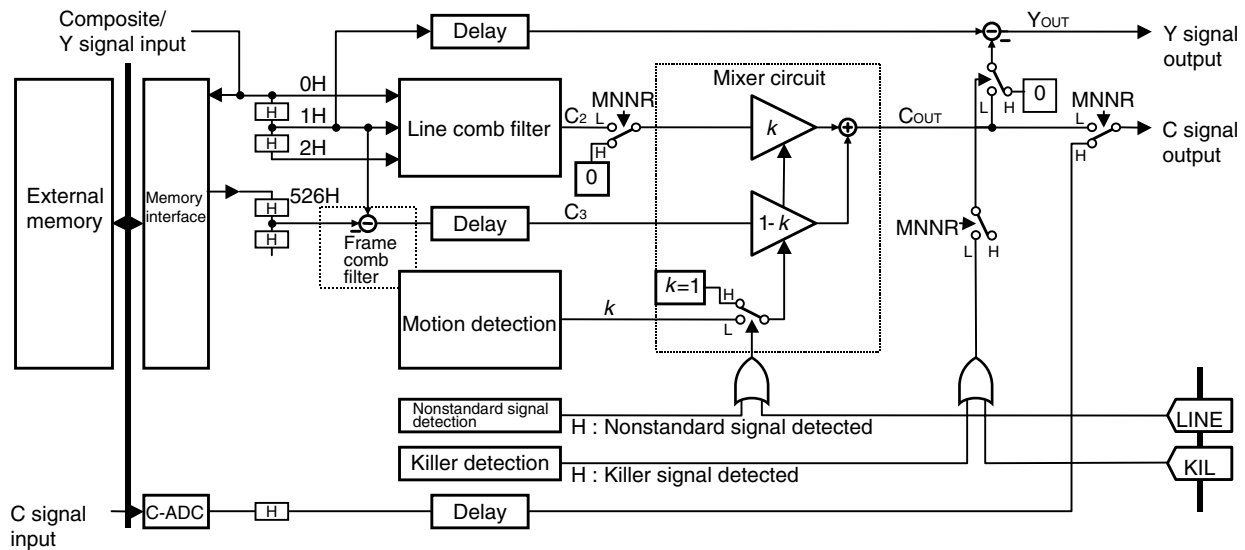 Composite/
Y signal input
Delay
YOUT
Y signal
output
0H
H
1H
H
2H
Line comb filter
C2
MNNR
L
H
0
Mixer circuit
k
COUT
L
H
0
MNNR
L
H
C signal
output
External
memory
Memory
interface
526H
H
H
Frame
comb
filter
Delay
C3
1- k
MNNR
L
H
k=1
H
L
Motion detection
k
Nonstandard signal
detection
H : Nonstandard signal detected
LINE
Killer detection
H : Killer signal detected
KIL
C signal
input
C-ADC
H
Delay